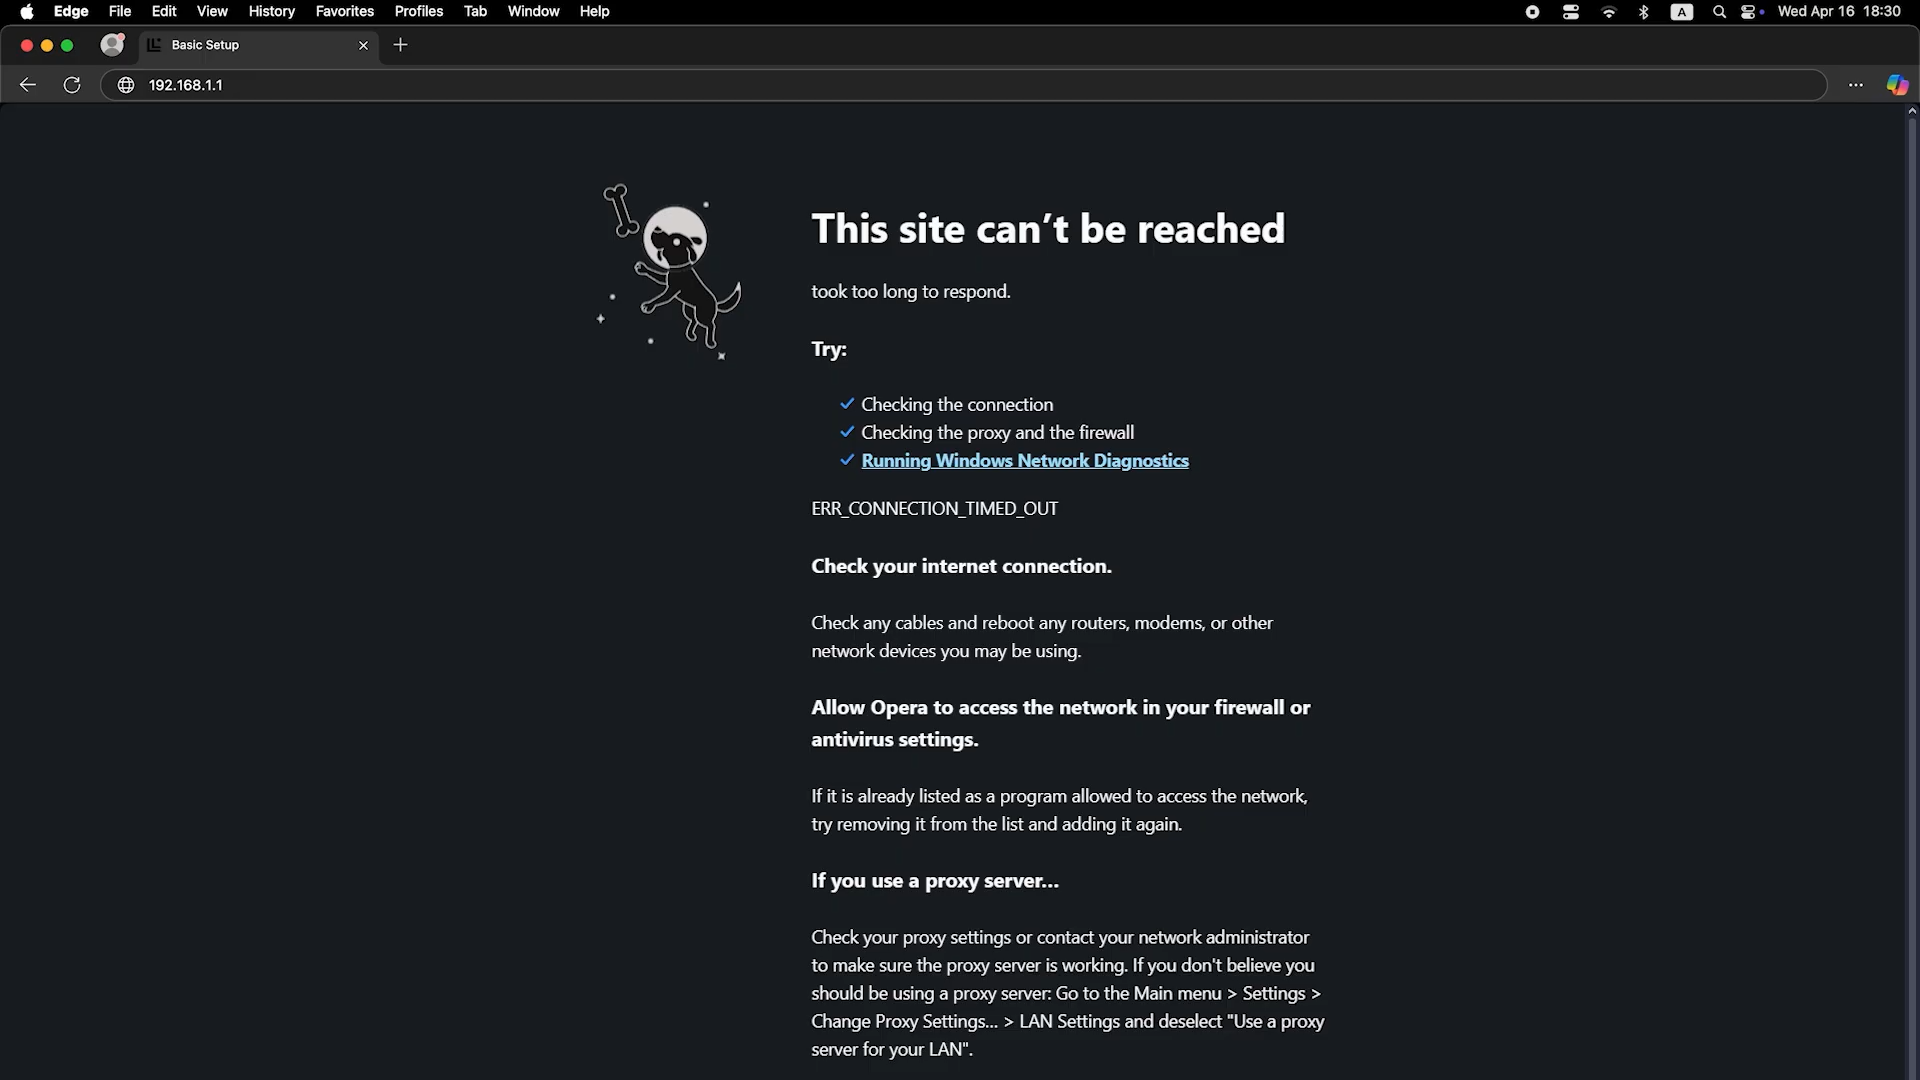 Edge File Edit View History Favorites Profiles Tab Window Help A Wed Apr 16 18:30
Basic Setup
192.168.1.1
This site can’t be reached
took too long to respond.
Try:
Checking the connection
Checking the proxy and the firewall
Running Windows Network Diagnostics
ERR_CONNECTION_TIMED_OUT
Check your internet connection.
Check any cables and reboot any routers, modems, or other
network devices you may be using.
Allow Opera to access the network in your firewall or
antivirus settings.
If it is already listed as a program allowed to access the network,
try removing it from the list and adding it again.
If you use a proxy server...
Check your proxy settings or contact your network administrator
to make sure the proxy server is working. If you don't believe you
should be using a proxy server: Go to the Main menu > Settings >
Change Proxy Settings... > LAN Settings and deselect "Use a proxy
server for your LAN".